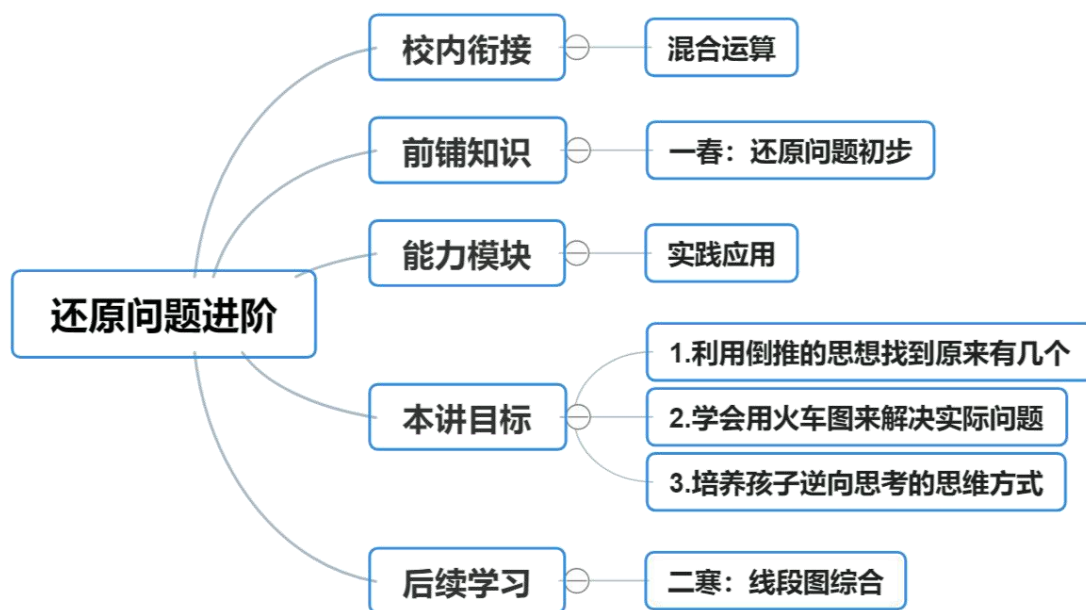 校内衔接
混合运算
前铺知识
一春：还原问题初步
能力模块
实践应用
还原问题进阶
本讲目标
1.利用倒推的思想找到原来有几个
2.学会用火车图来解决实际问题
3.培养孩子逆向思考的思维方式
后续学习
二寒：线段图综合